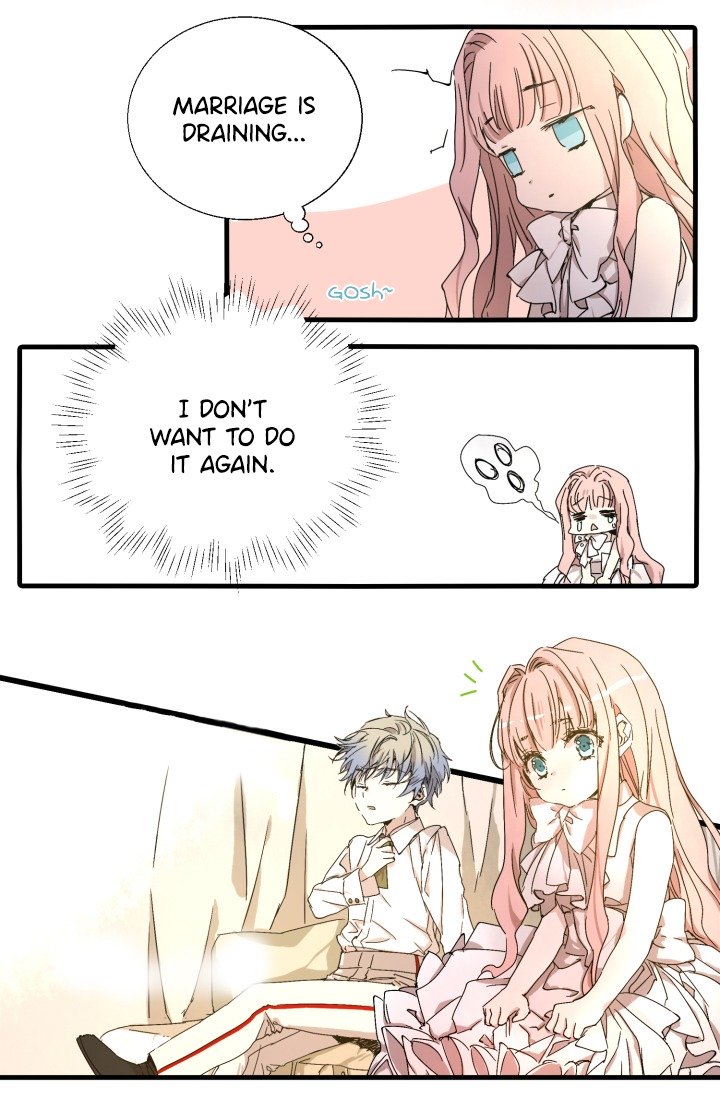 MARRIAGE IS
DRAINING...
GOSH~
I DON'T
WANT TO DO
IT AGAIN.